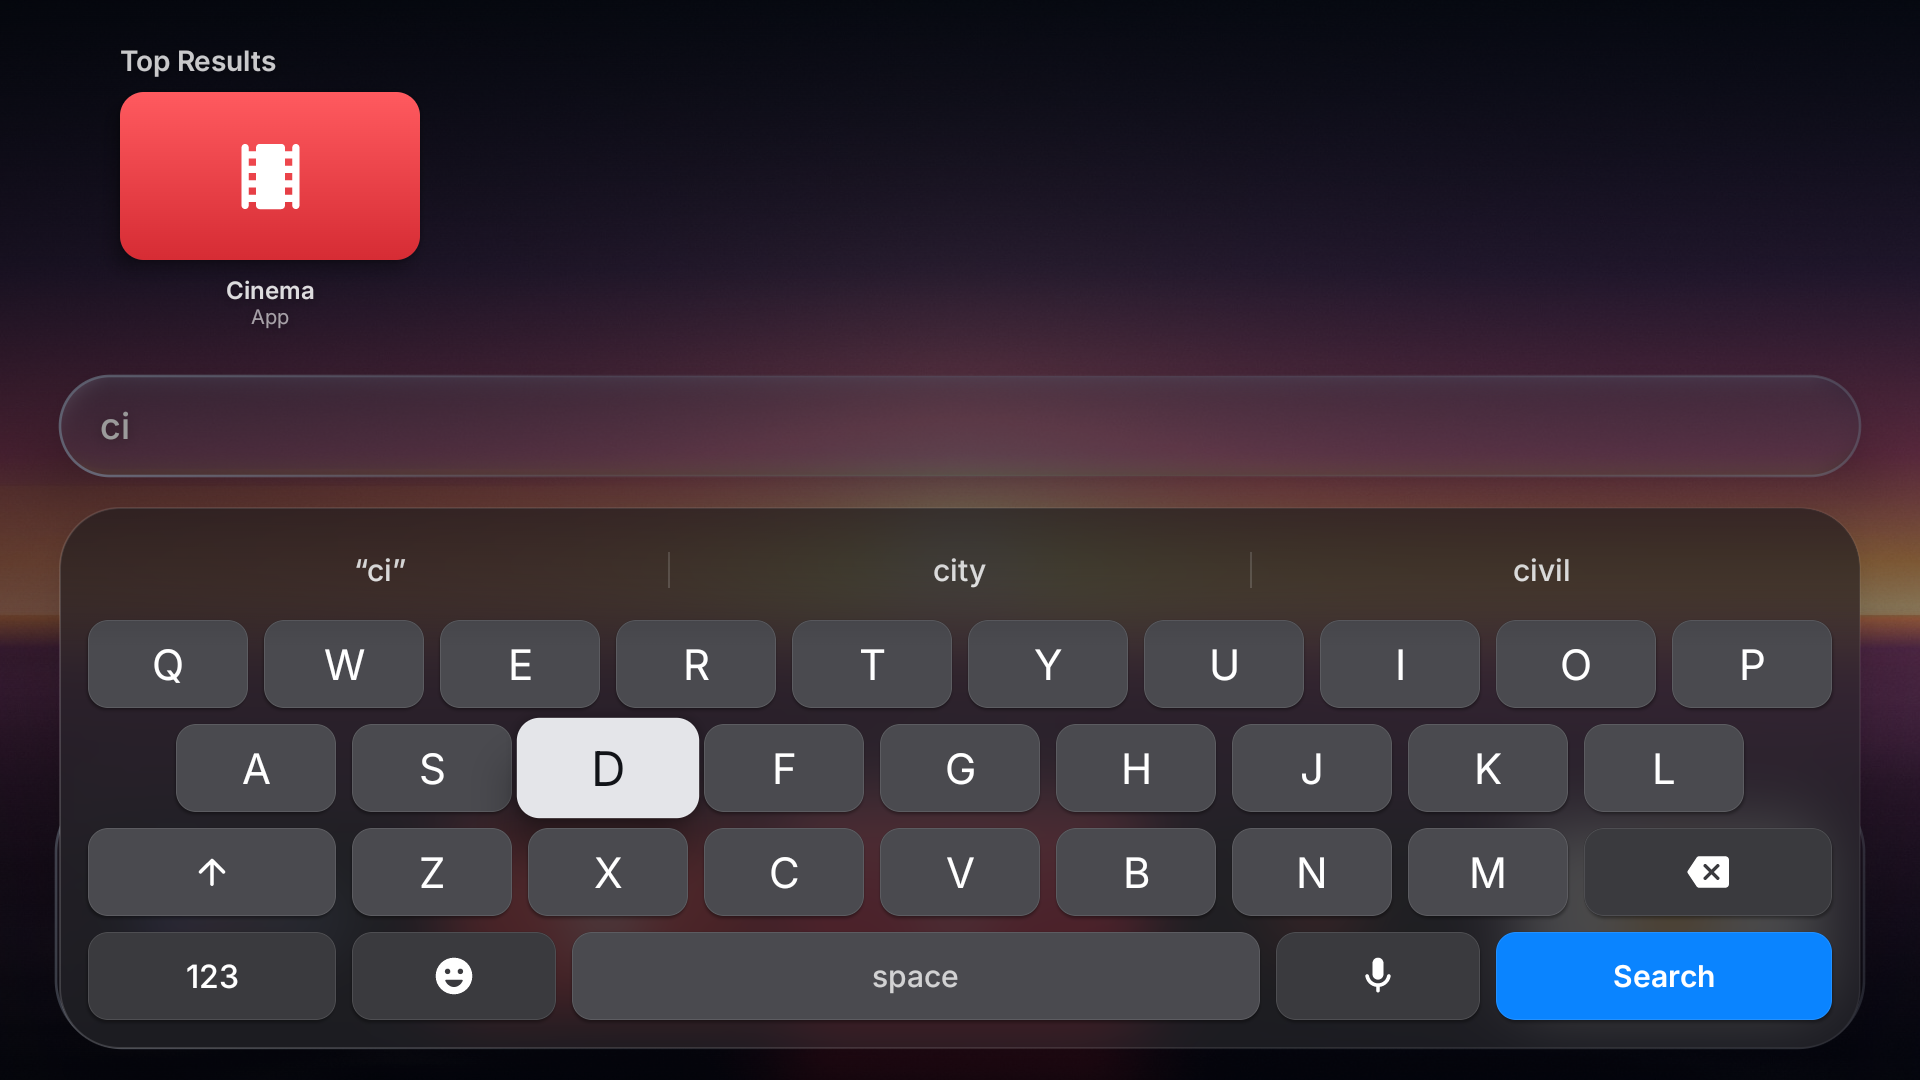 Top Results
Cinema
App
ci
“ci” city civil
Q W E R T Y U I O P
A S D F G H J K L
Z X C V B N M
123 space Search